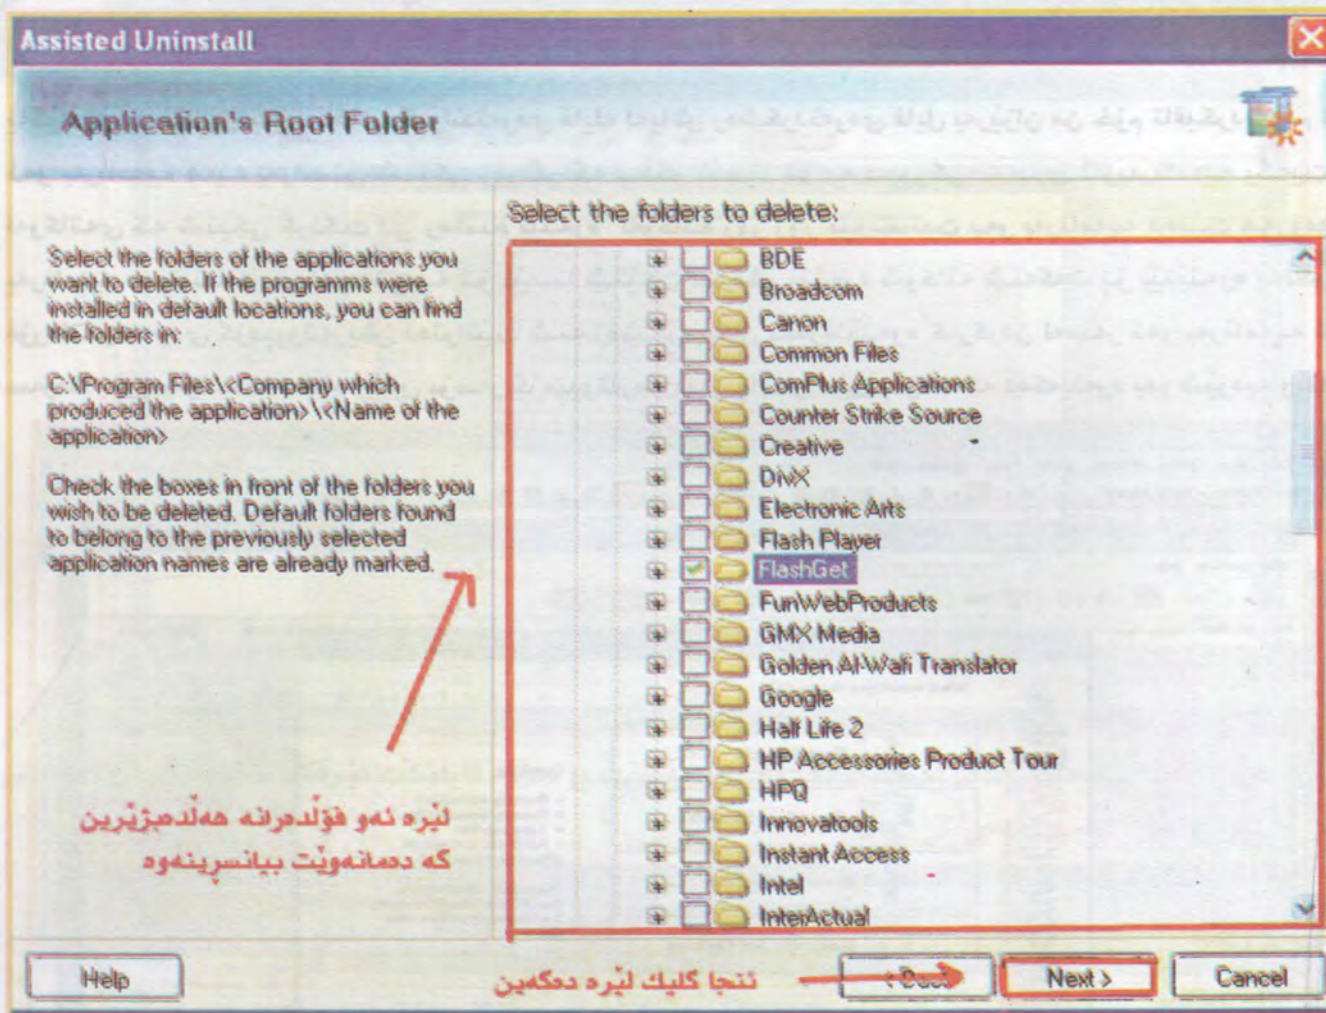 Assisted Uninstall
Application's Root Folder
Select the folders of the applications you
want to delete. If the programms were
installed in default locations, you can find
the folders in:
C:\Program Files\<Company which
produced the application>\<Name of the
application>
Check the boxes in front of the folders you
wish to be deleted. Default folders found
to belong to the previously selected
application names are already marked.
لێرە ئەو فۆڵدەرانە هەڵدەبژێرین
کە دەمانەوێت بیانسڕینەوە
Select the folders to delete:
BDE
Broadcom
Canon
Common Files
ComPlus Applications
Counter Strike Source
Creative
DivX
Electronic Arts
Flash Player
FlashGet
FunWebProducts
GMX Media
Golden Al-Wafi Translator
Google
Half Life 2
HP Accessories Product Tour
HPQ
Innovatools
Instant Access
Intel
InterActual
Help
ئنجا کلیك لێرە دەکەین
Next >
Cancel